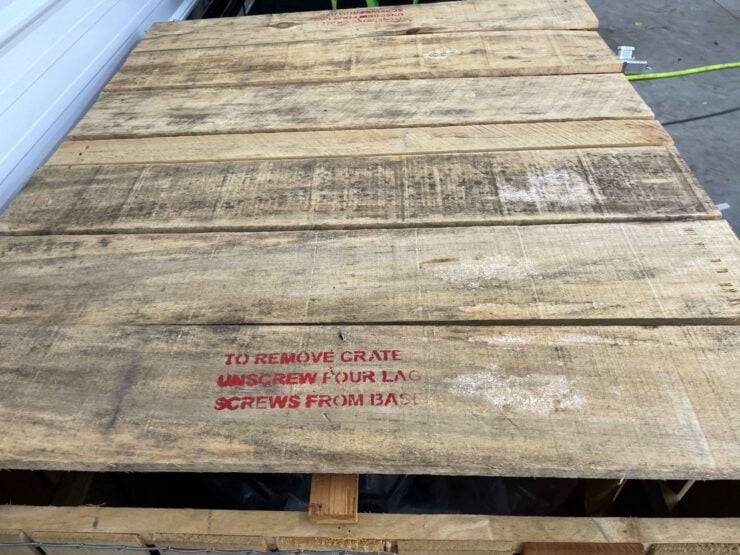 TO REMOVE CRATE
UNSCREW FOUR LAG
SCREWS FROM BASE